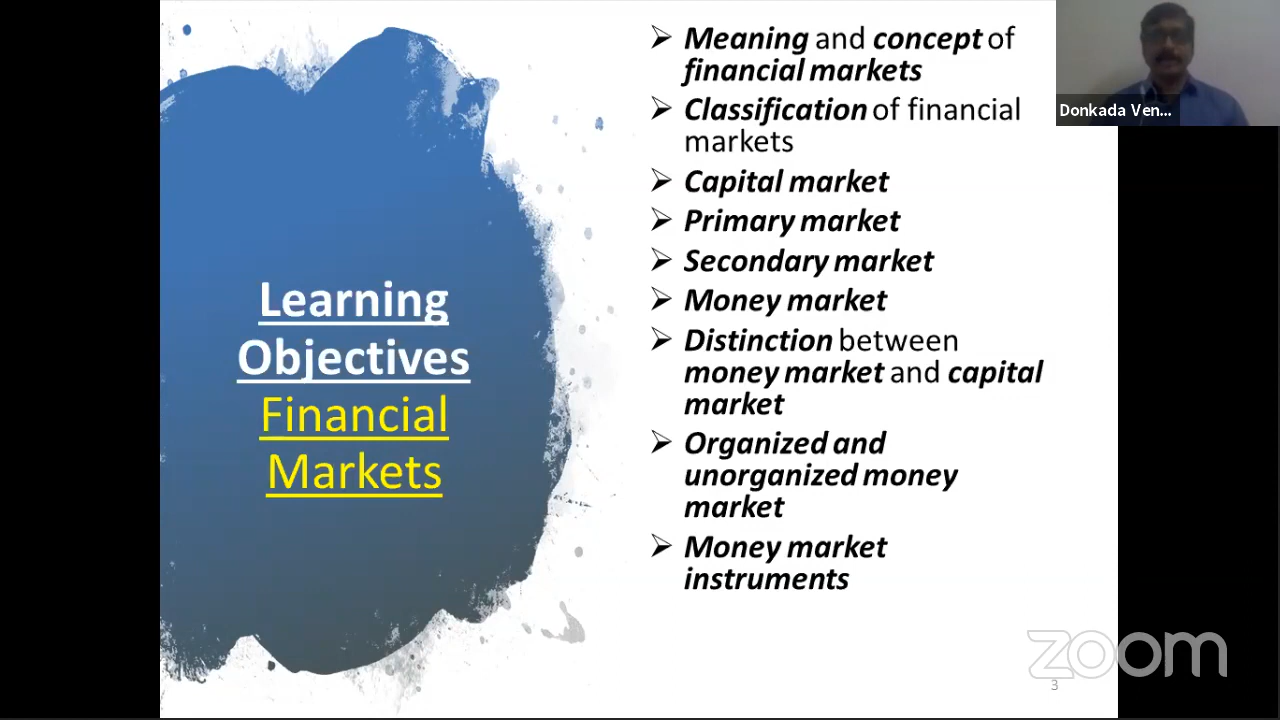 Learning
Objectives
Financial
Markets
Meaning and concept of
financial markets
Classification of financial
markets
Capital market
Primary market
Secondary market
Money market
Distinction between
money market and capital
market
Organized and
unorganized money
market
Money market
instruments
Donkada Ven...
zoom
3